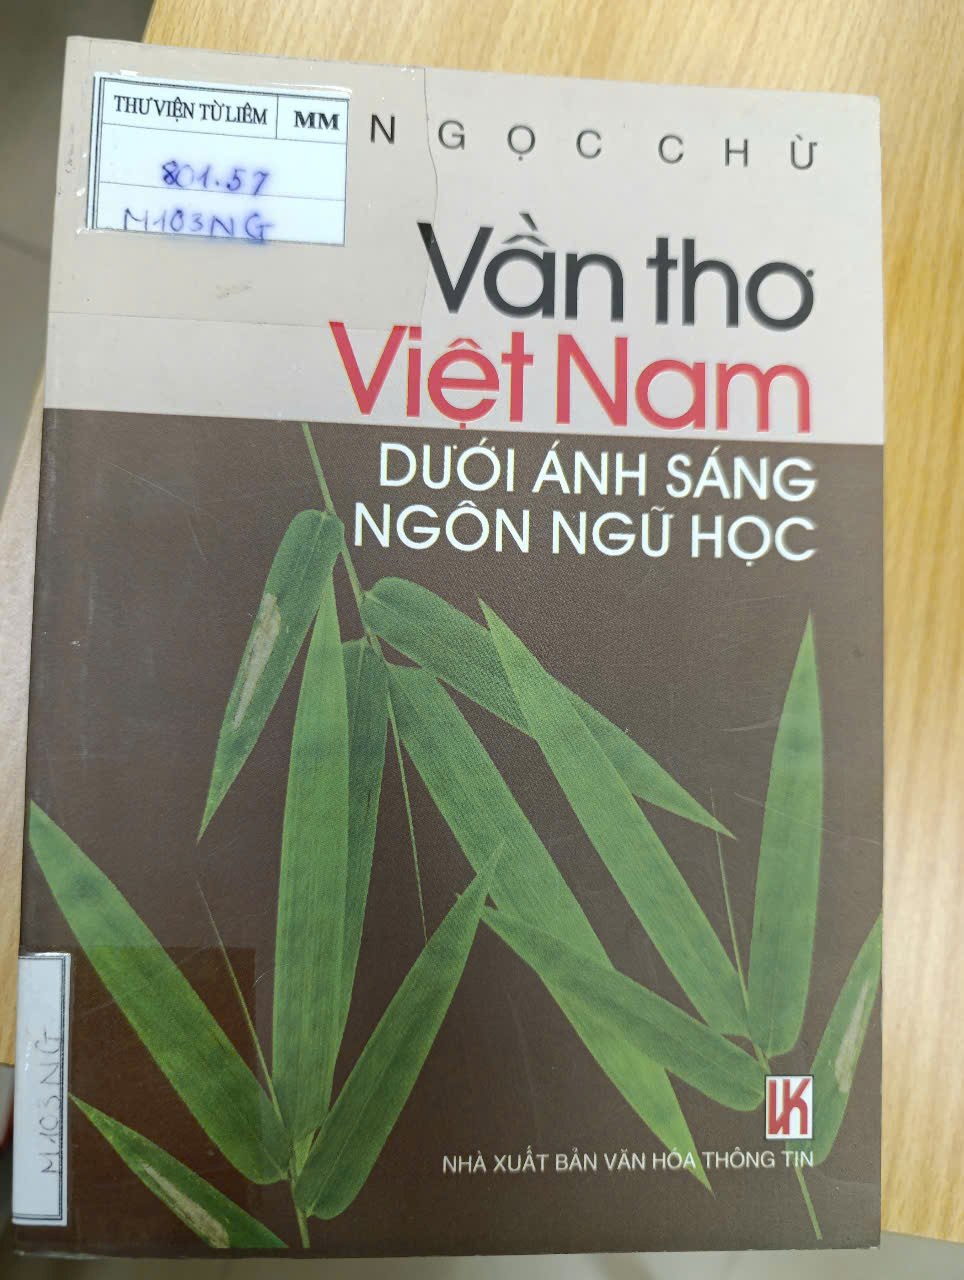 THƯ VIỆN TỪ LIÊM MM
801.57
M103NG
NGỌC CHỪ
Vần thơ
Việt Nam
DƯỚI ÁNH SÁNG
NGÔN NGỮ HỌC
M103NG
VK
NHÀ XUẤT BẢN VĂN HÓA THÔNG TIN